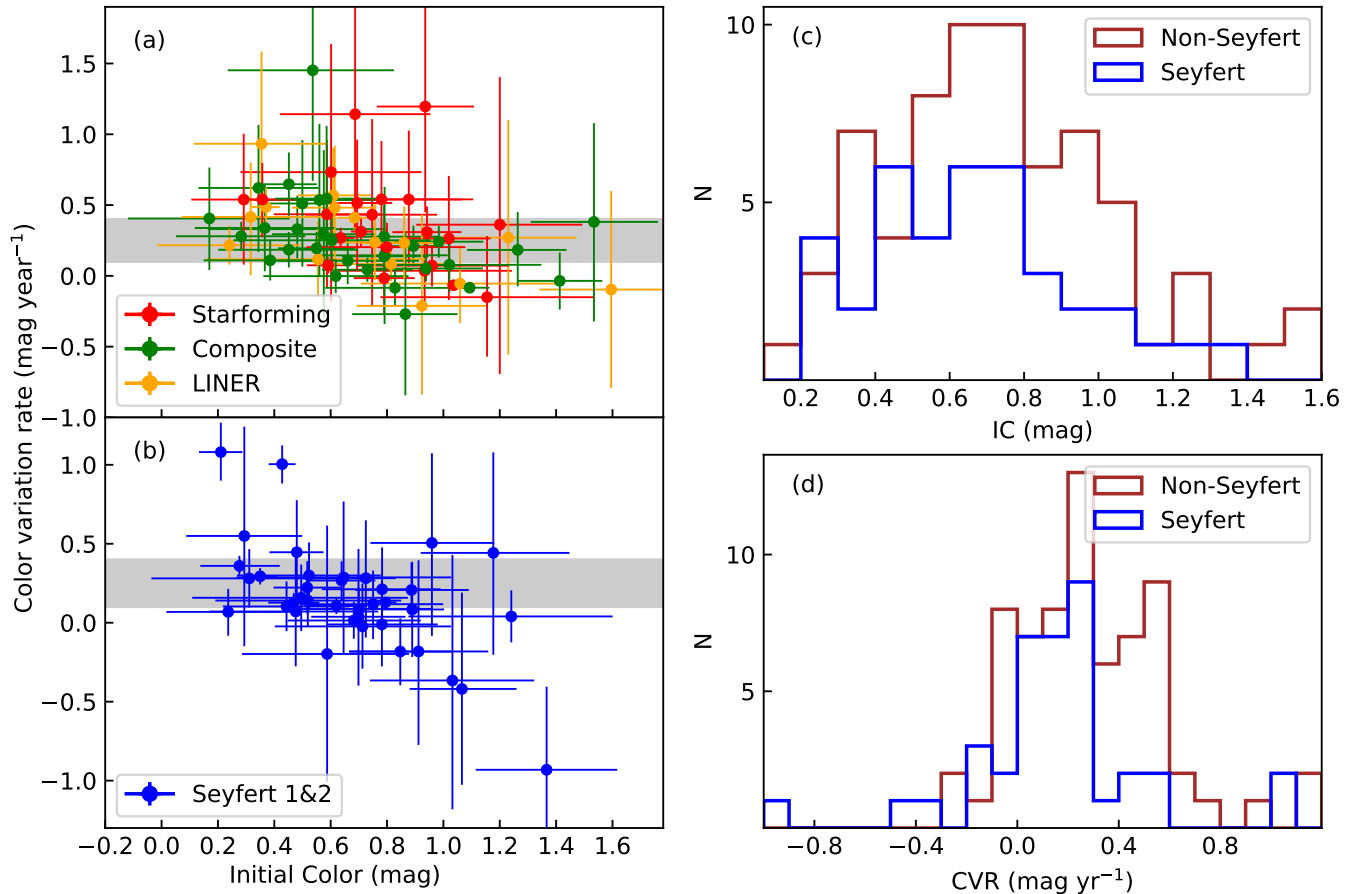 (a)
1.5
1.0
0.5
0.0
−0.5
−1.0
Starforming
Composite
LINER
Color variation rate (mag year⁻¹)
(b)
1.0
0.5
0.0
−0.5
−1.0
Seyfert 1&2
−0.2 0.0 0.2 0.4 0.6 0.8 1.0 1.2 1.4 1.6
Initial Color (mag)
(c)
10
5
N
Non-Seyfert
Seyfert
0.2 0.4 0.6 0.8 1.0 1.2 1.4 1.6
IC (mag)
(d)
10
5
N
Non-Seyfert
Seyfert
−0.8 −0.4 0.0 0.4 0.8
CVR (mag yr⁻¹)